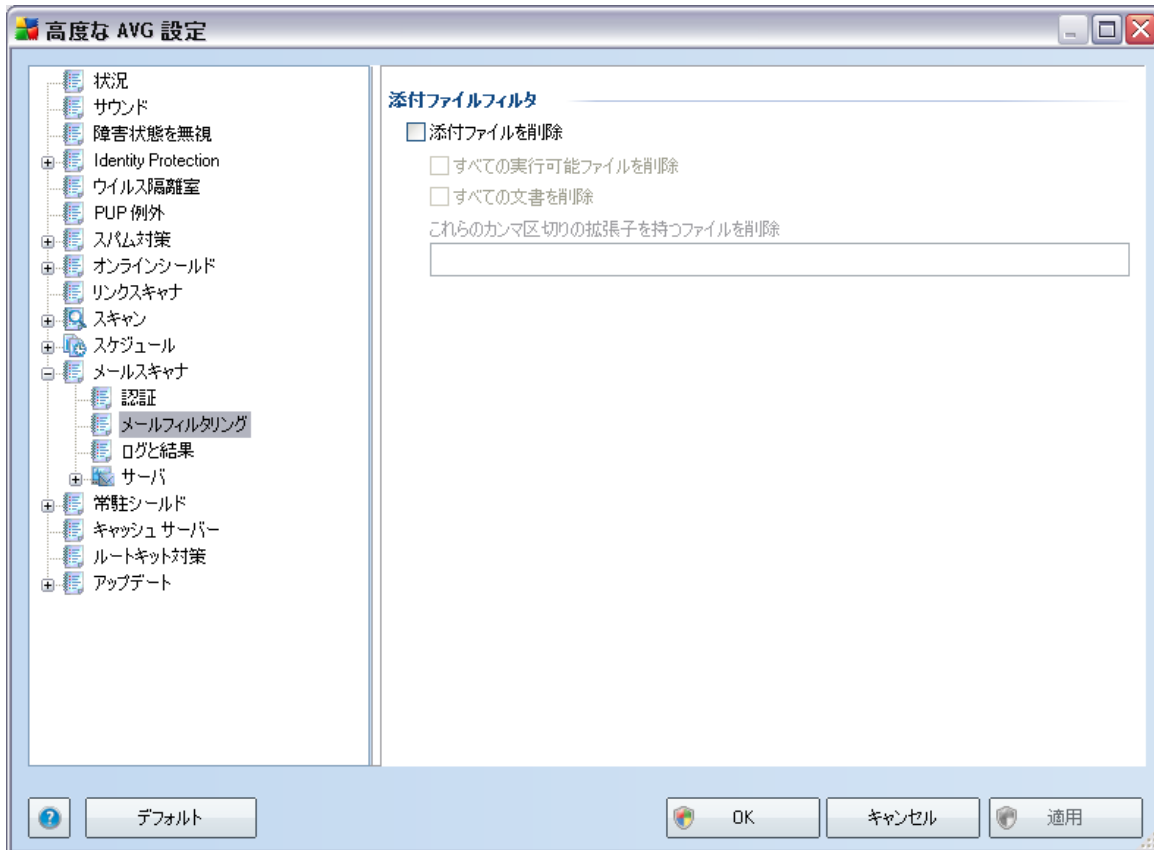 高度な AVG 設定
状況
サウンド
障害状態を無視
Identity Protection
ウイルス隔離室
PUP 例外
スパム対策
オンラインシールド
リンクスキャナ
スキャン
スケジュール
メールスキャナ
認証
メールフィルタリング
ログと結果
サーバ
常駐シールド
キャッシュ サーバー
ルートキット対策
アップデート
添付ファイルフィルタ
添付ファイルを削除
すべての実行可能ファイルを削除
すべての文書を削除
これらのカンマ区切りの拡張子を持つファイルを削除
デフォルト
OK
キャンセル
適用